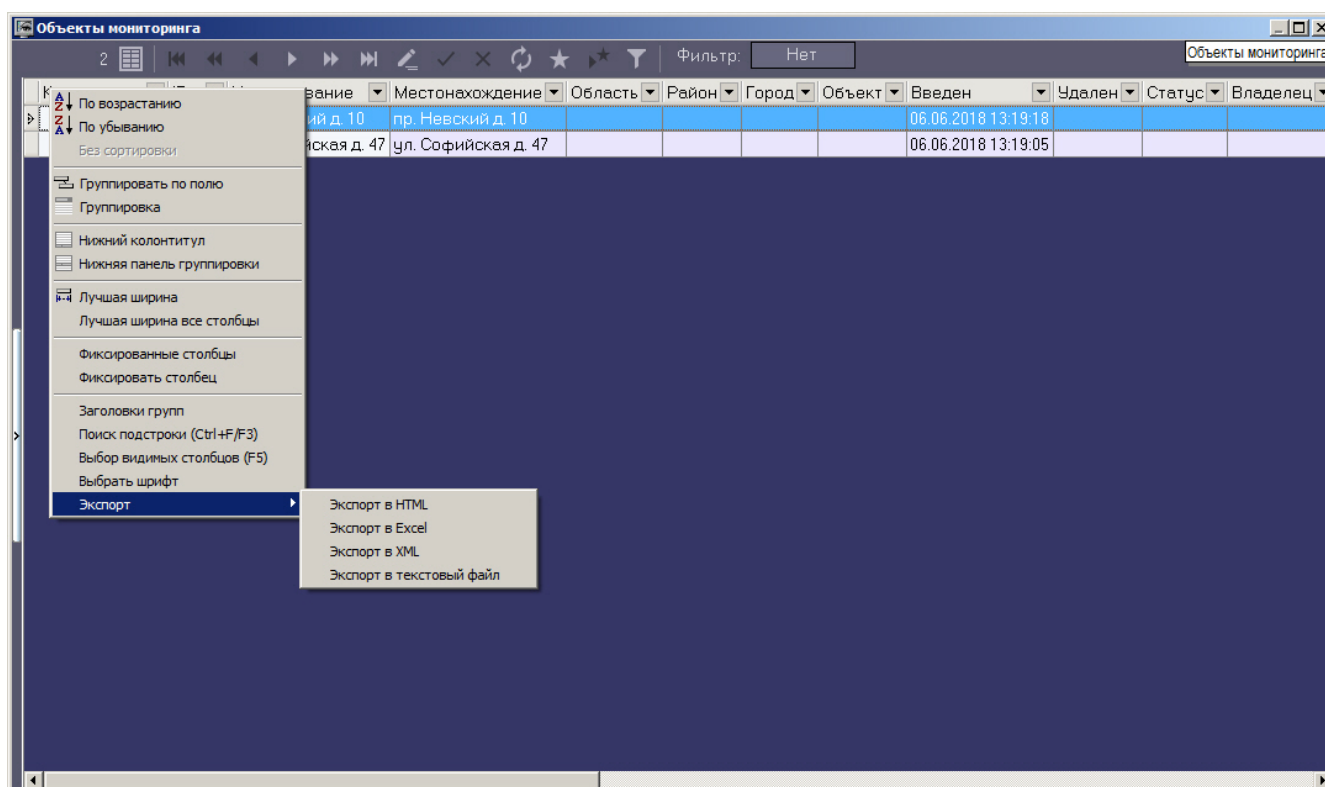 Объекты мониторинга
2 Фильтр: Нет
Объекты мониторинга
Местонахождение Область Район Город Объект Введен Удален Статус Владелец
пр. Невский д. 10 06.06.2018 13:19:18
д. 47 ул. Софийская д. 47 06.06.2018 13:19:05
По возрастанию
По убыванию
Без сортировки
Группировать по полю
Группировка
Нижний колонтитул
Нижняя панель группировки
Лучшая ширина
Лучшая ширина все столбцы
Фиксированные столбцы
Фиксировать столбец
Заголовки групп
Поиск подстроки (Ctrl+F/F3)
Выбор видимых столбцов (F5)
Выбрать шрифт
Экспорт
Экспорт в HTML
Экспорт в Excel
Экспорт в XML
Экспорт в текстовый файл